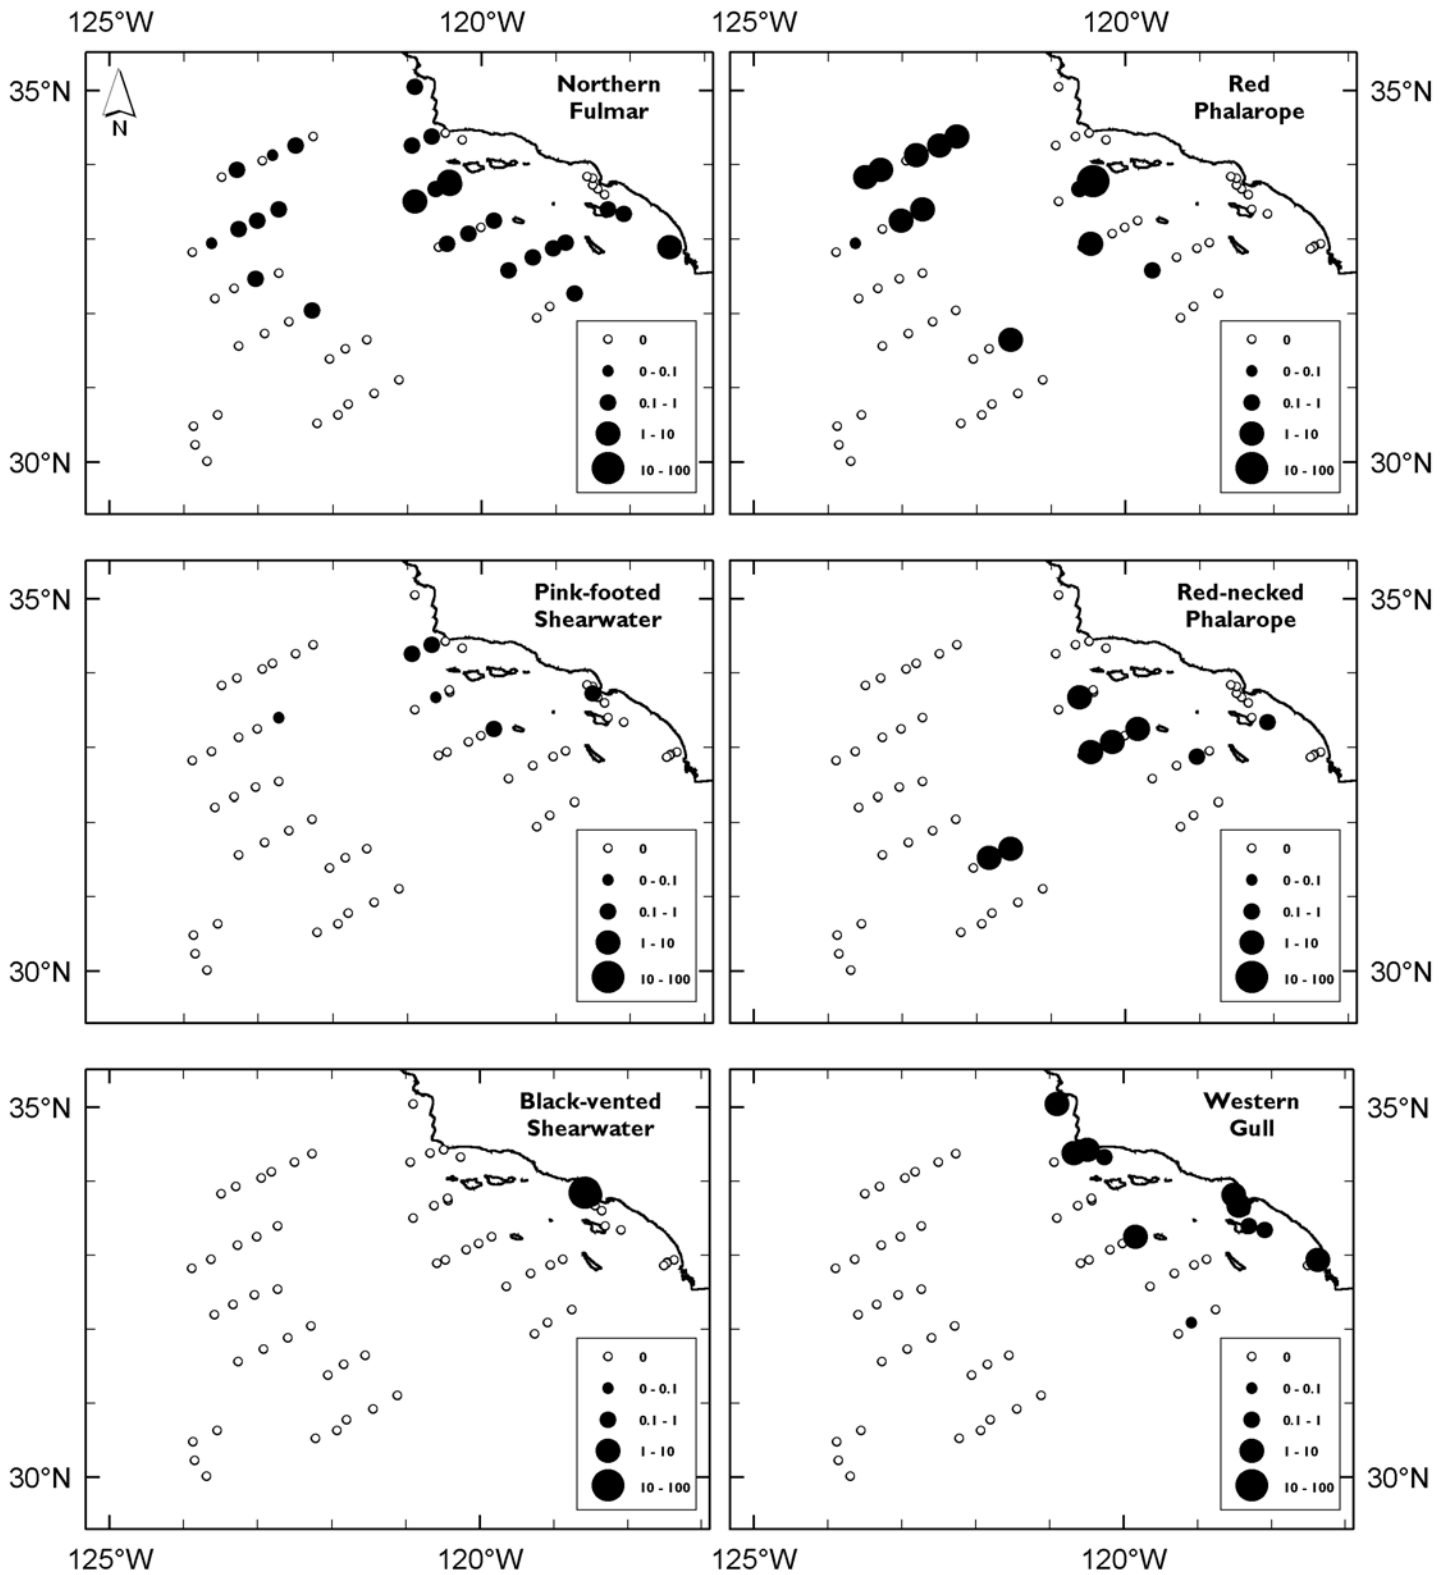 125°W 120°W 125°W 120°W
35°N
N
Northern
Fulmar
0
0 - 0.1
0.1 - 1
1 - 10
10 - 100
30°N
Red
Phalarope
35°N
0
0 - 0.1
0.1 - 1
1 - 10
10 - 100
30°N
35°N
Pink-footed
Shearwater
0
0 - 0.1
0.1 - 1
1 - 10
10 - 100
30°N
Red-necked
Phalarope
35°N
0
0 - 0.1
0.1 - 1
1 - 10
10 - 100
30°N
35°N
Black-vented
Shearwater
0
0 - 0.1
0.1 - 1
1 - 10
10 - 100
30°N
Western
Gull
35°N
0
0 - 0.1
0.1 - 1
1 - 10
10 - 100
30°N
125°W 120°W 125°W 120°W